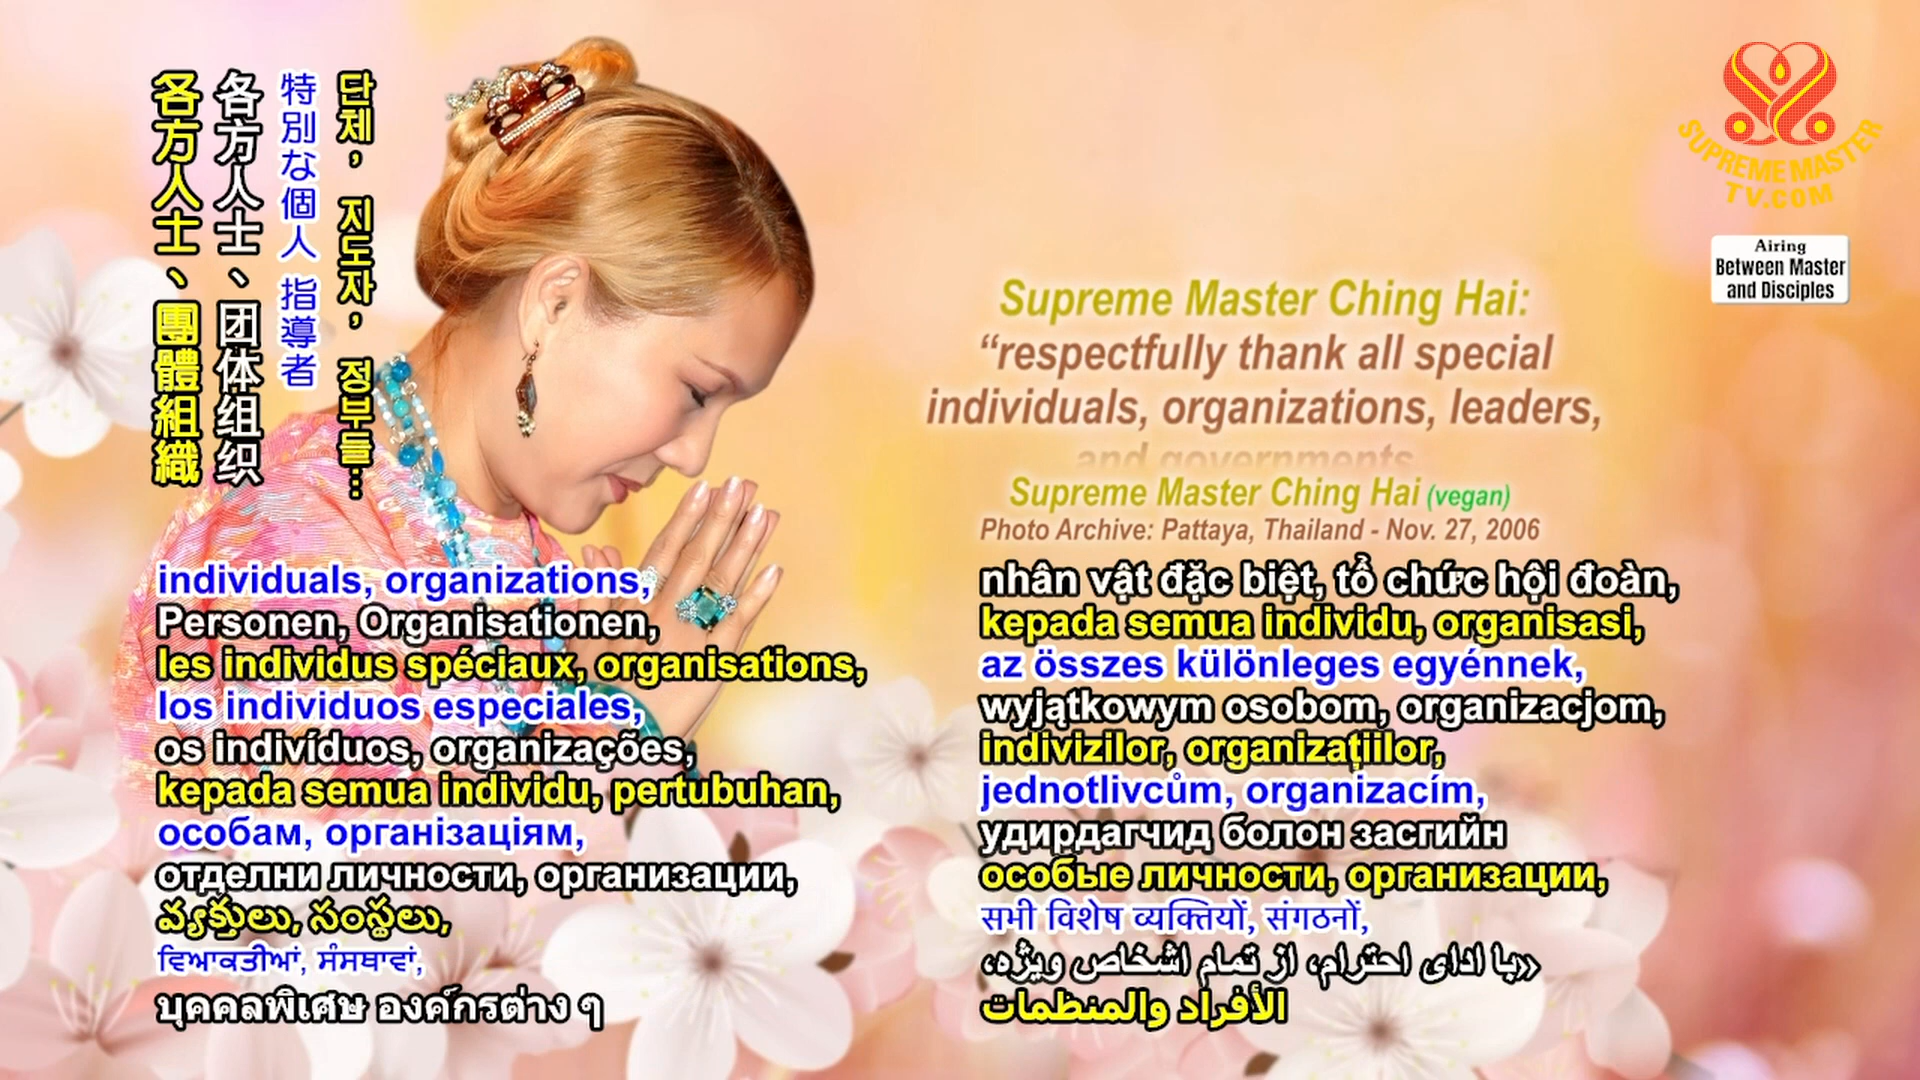 各方人士、團體組織
各方人士、团体组织
特別な個人 指導者
단체, 지도자, 정부들...
SUPREME MASTER
TV.COM
Airing
Between Master
and Disciples
Supreme Master Ching Hai:
“respectfully thank all special
individuals, organizations, leaders,
and governments
Supreme Master Ching Hai (vegan)
Photo Archive: Pattaya, Thailand - Nov. 27, 2006
individuals, organizations,
Personen, Organisationen,
les individus spéciaux, organisations,
los individuos especiales,
os indivíduos, organizações,
kepada semua individu, pertubuhan,
особам, організаціям,
отделни личности, организации,
వ్యక్తులు, సంస్థలు,
ਵਿਆਕਤੀਆਂ, ਸੰਸਥਾਵਾਂ,
บุคคลพิเศษ องค์กรต่าง ๆ
nhân vật đặc biệt, tổ chức hội đoàn,
kepada semua individu, organisasi,
az összes különleges egyénnek,
wyjątkowym osobom, organizacjom,
indivizilor, organizațiilor,
jednotlivcům, organizacím,
удирдагчид болон засгийн
особые личности, организации,
सभी विशेष व्यक्तियों, संगठनों,
«با ادای احترام، از تمام اشخاص ویژه،
الأفراد والمنظمات